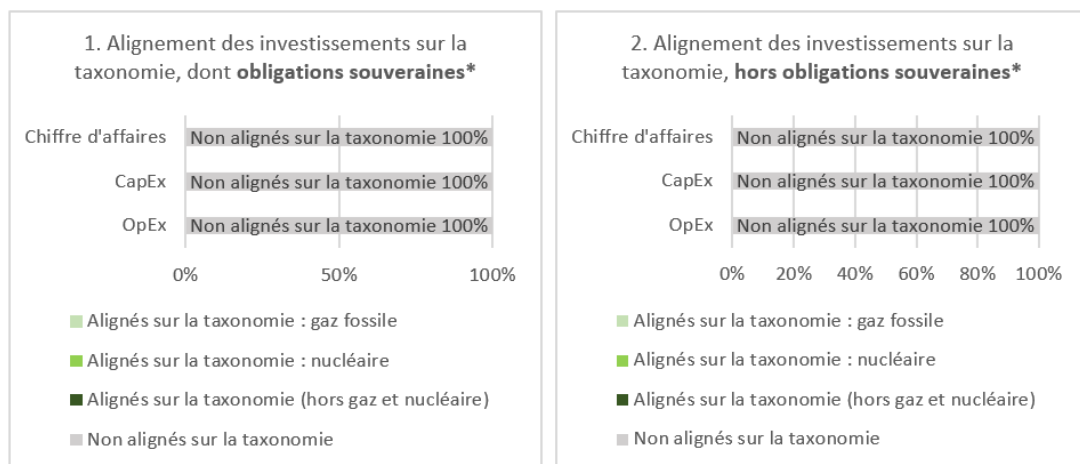 1. Alignement des investissements sur la
taxonomie, dont obligations souveraines*
Chiffre d'affaires
Non alignés sur la taxonomie 100%
CapEx
Non alignés sur la taxonomie 100%
OpEx
Non alignés sur la taxonomie 100%
0% 50% 100%
Alignés sur la taxonomie : gaz fossile
Alignés sur la taxonomie : nucléaire
Alignés sur la taxonomie (hors gaz et nucléaire)
Non alignés sur la taxonomie
2. Alignement des investissements sur la
taxonomie, hors obligations souveraines*
Chiffre d'affaires
Non alignés sur la taxonomie 100%
CapEx
Non alignés sur la taxonomie 100%
OpEx
Non alignés sur la taxonomie 100%
0% 20% 40% 60% 80% 100%
Alignés sur la taxonomie : gaz fossile
Alignés sur la taxonomie : nucléaire
Alignés sur la taxonomie (hors gaz et nucléaire)
Non alignés sur la taxonomie